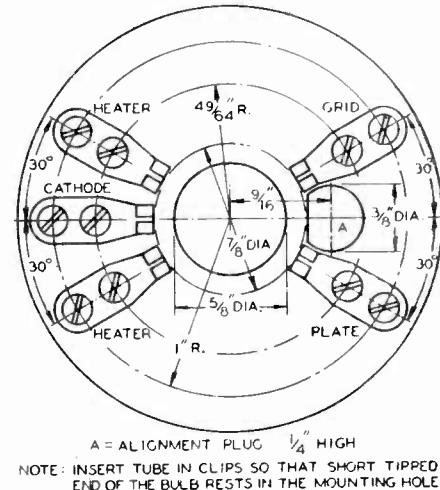 HEATER
49/64" R.
GRID
30°
30°
CATHODE
9/16"
A
3/8" DIA.
7/8" DIA.
30°
30°
5/8" DIA.
HEATER
PLATE
1" R.
A = ALIGNMENT PLUG 1/4" HIGH
NOTE: INSERT TUBE IN CLIPS SO THAT SHORT TIPPED
END OF THE BULB RESTS IN THE MOUNTING HOLE